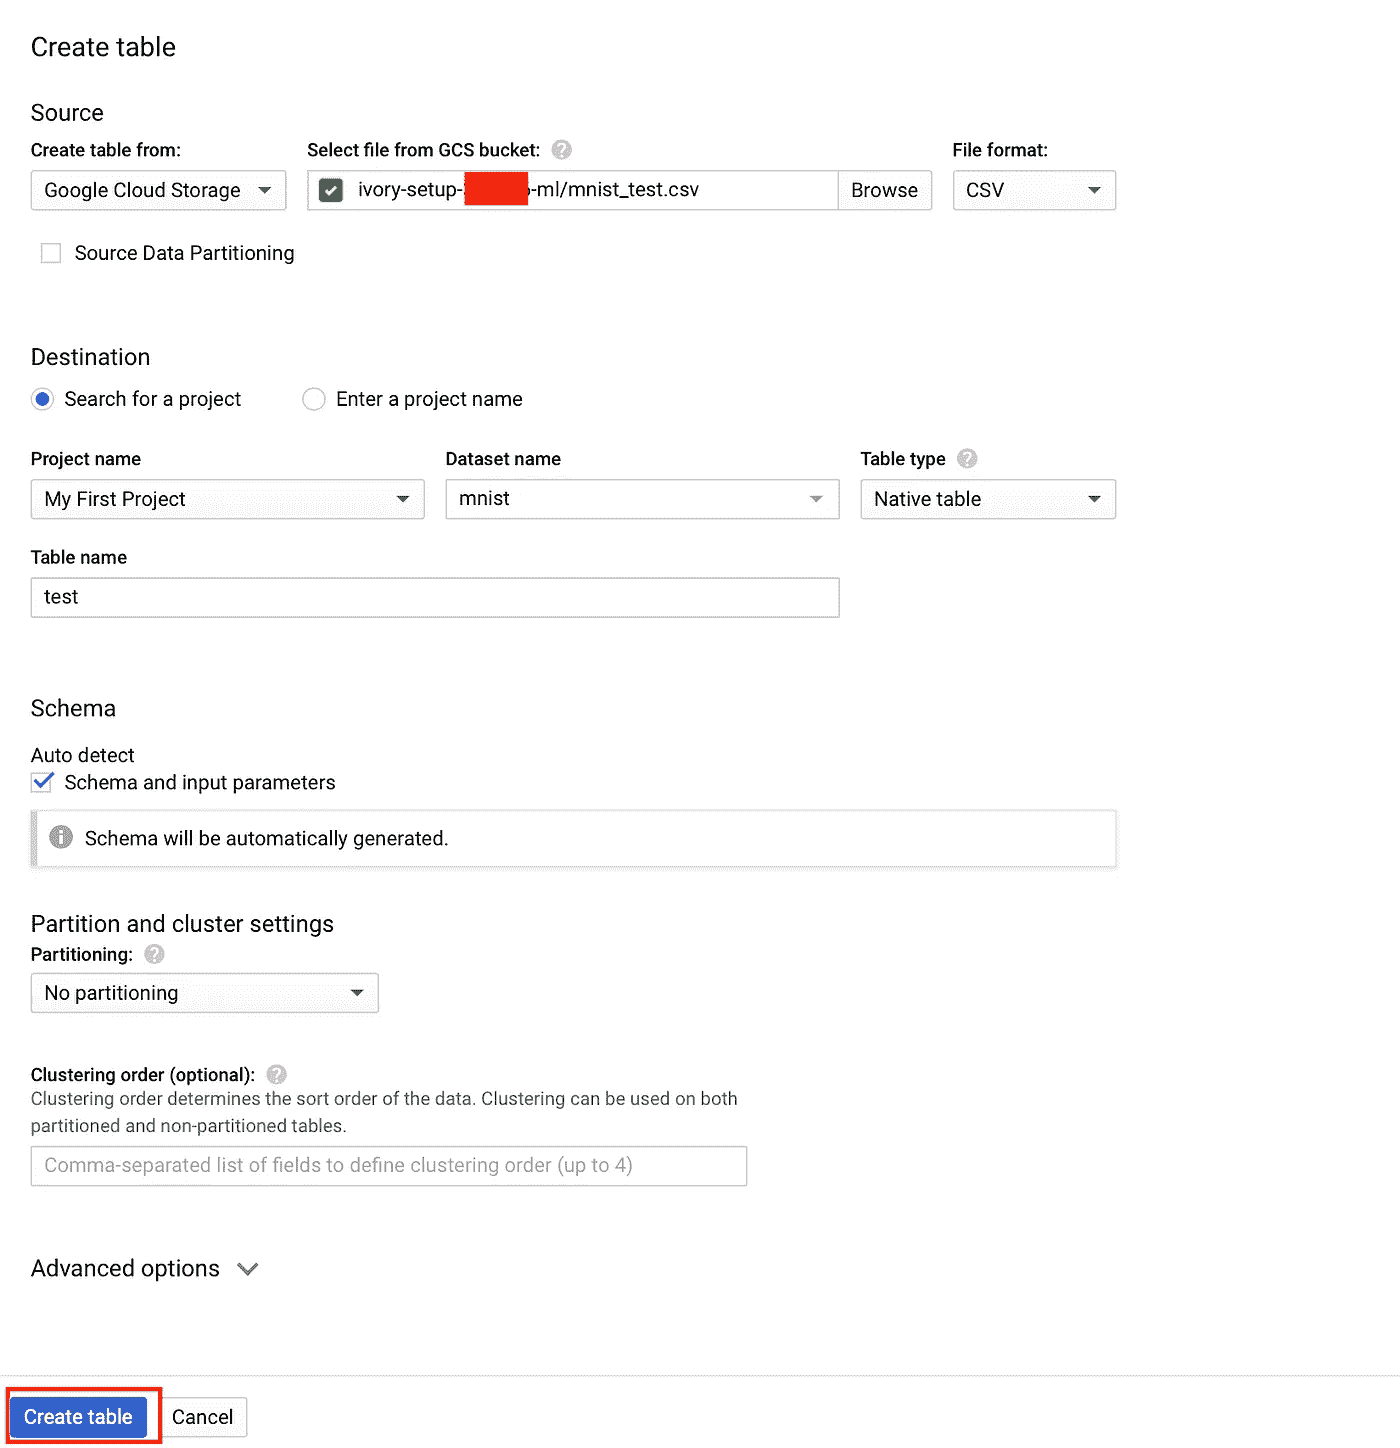 Create table
Source
Create table from: Select file from GCS bucket: File format:
Google Cloud Storage ivory-setup- -ml/mnist_test.csv Browse CSV
Source Data Partitioning
Destination
Search for a project Enter a project name
Project name Dataset name Table type
My First Project mnist Native table
Table name
test
Schema
Auto detect
Schema and input parameters
Schema will be automatically generated.
Partition and cluster settings
Partitioning:
No partitioning
Clustering order (optional):
Clustering order determines the sort order of the data. Clustering can be used on both
partitioned and non-partitioned tables.
Comma-separated list of fields to define clustering order (up to 4)
Advanced options
Create table Cancel